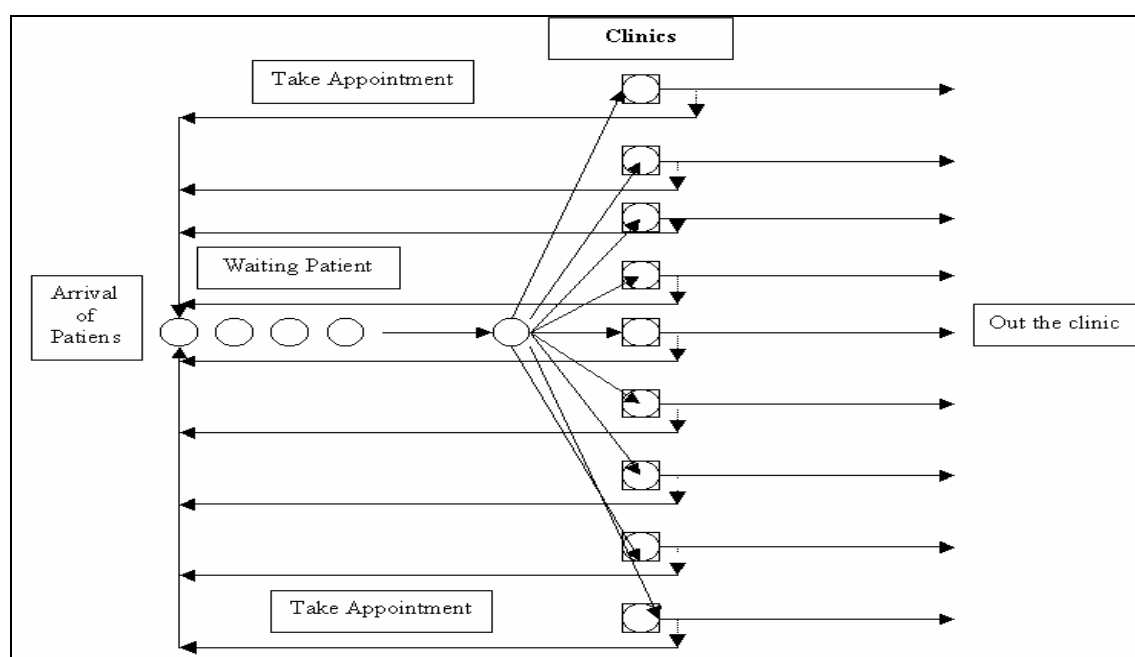 Clinics
Take Appointment
Waiting Patient
Arrival
of
Patiens
Out the clinic
Take Appointment